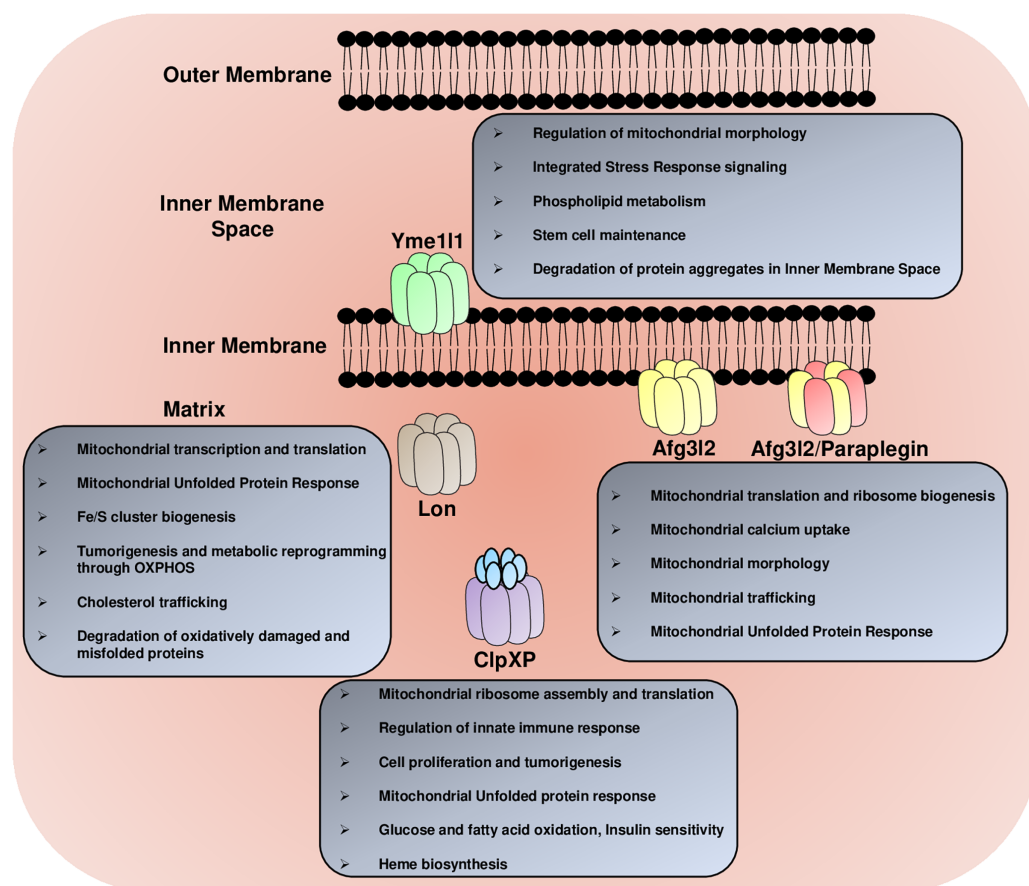 Outer Membrane
➢ Regulation of mitochondrial morphology
➢ Integrated Stress Response signaling
➢ Phospholipid metabolism
➢ Stem cell maintenance
➢ Degradation of protein aggregates in Inner Membrane Space
Inner Membrane
Space
Yme1l1
Inner Membrane
Matrix
➢ Mitochondrial transcription and translation
➢ Mitochondrial Unfolded Protein Response
➢ Fe/S cluster biogenesis
➢ Tumorigenesis and metabolic reprogramming
through OXPHOS
➢ Cholesterol trafficking
➢ Degradation of oxidatively damaged and
misfolded proteins
Lon
Afg3l2
Afg3l2/Paraplegin
➢ Mitochondrial translation and ribosome biogenesis
➢ Mitochondrial calcium uptake
➢ Mitochondrial morphology
➢ Mitochondrial trafficking
➢ Mitochondrial Unfolded Protein Response
ClpXP
➢ Mitochondrial ribosome assembly and translation
➢ Regulation of innate immune response
➢ Cell proliferation and tumorigenesis
➢ Mitochondrial Unfolded protein response
➢ Glucose and fatty acid oxidation, Insulin sensitivity
➢ Heme biosynthesis